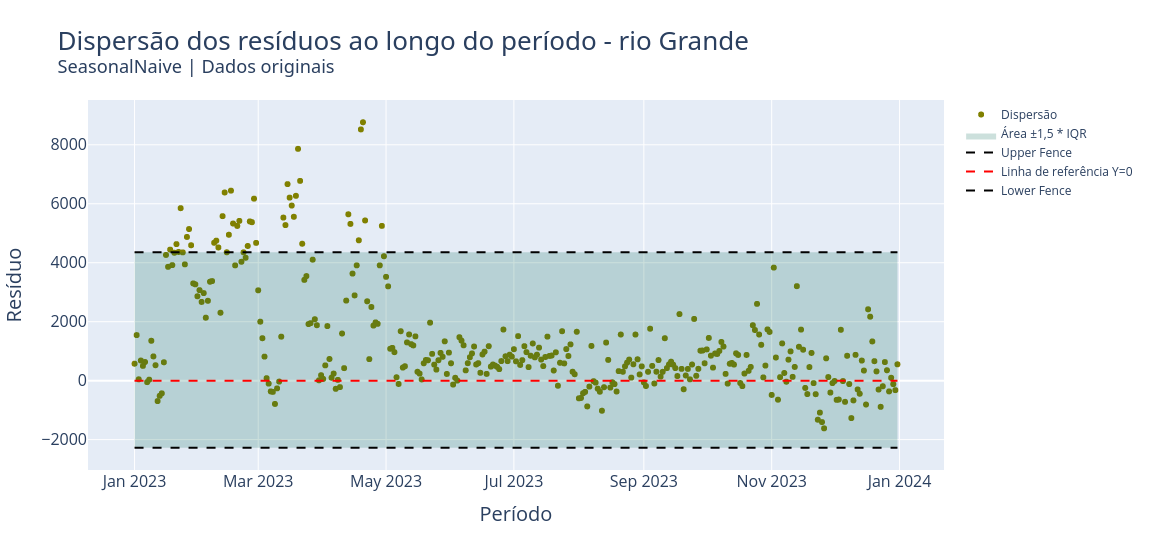 Dispersão dos resíduos ao longo do período - rio Grande
SeasonalNaive | Dados originais
Resíduo
8000
6000
4000
2000
0
−2000
Jan 2023
Mar 2023
May 2023
Jul 2023
Sep 2023
Nov 2023
Jan 2024
Período
Dispersão
Área ±1,5 * IQR
Upper Fence
Linha de referência Y=0
Lower Fence